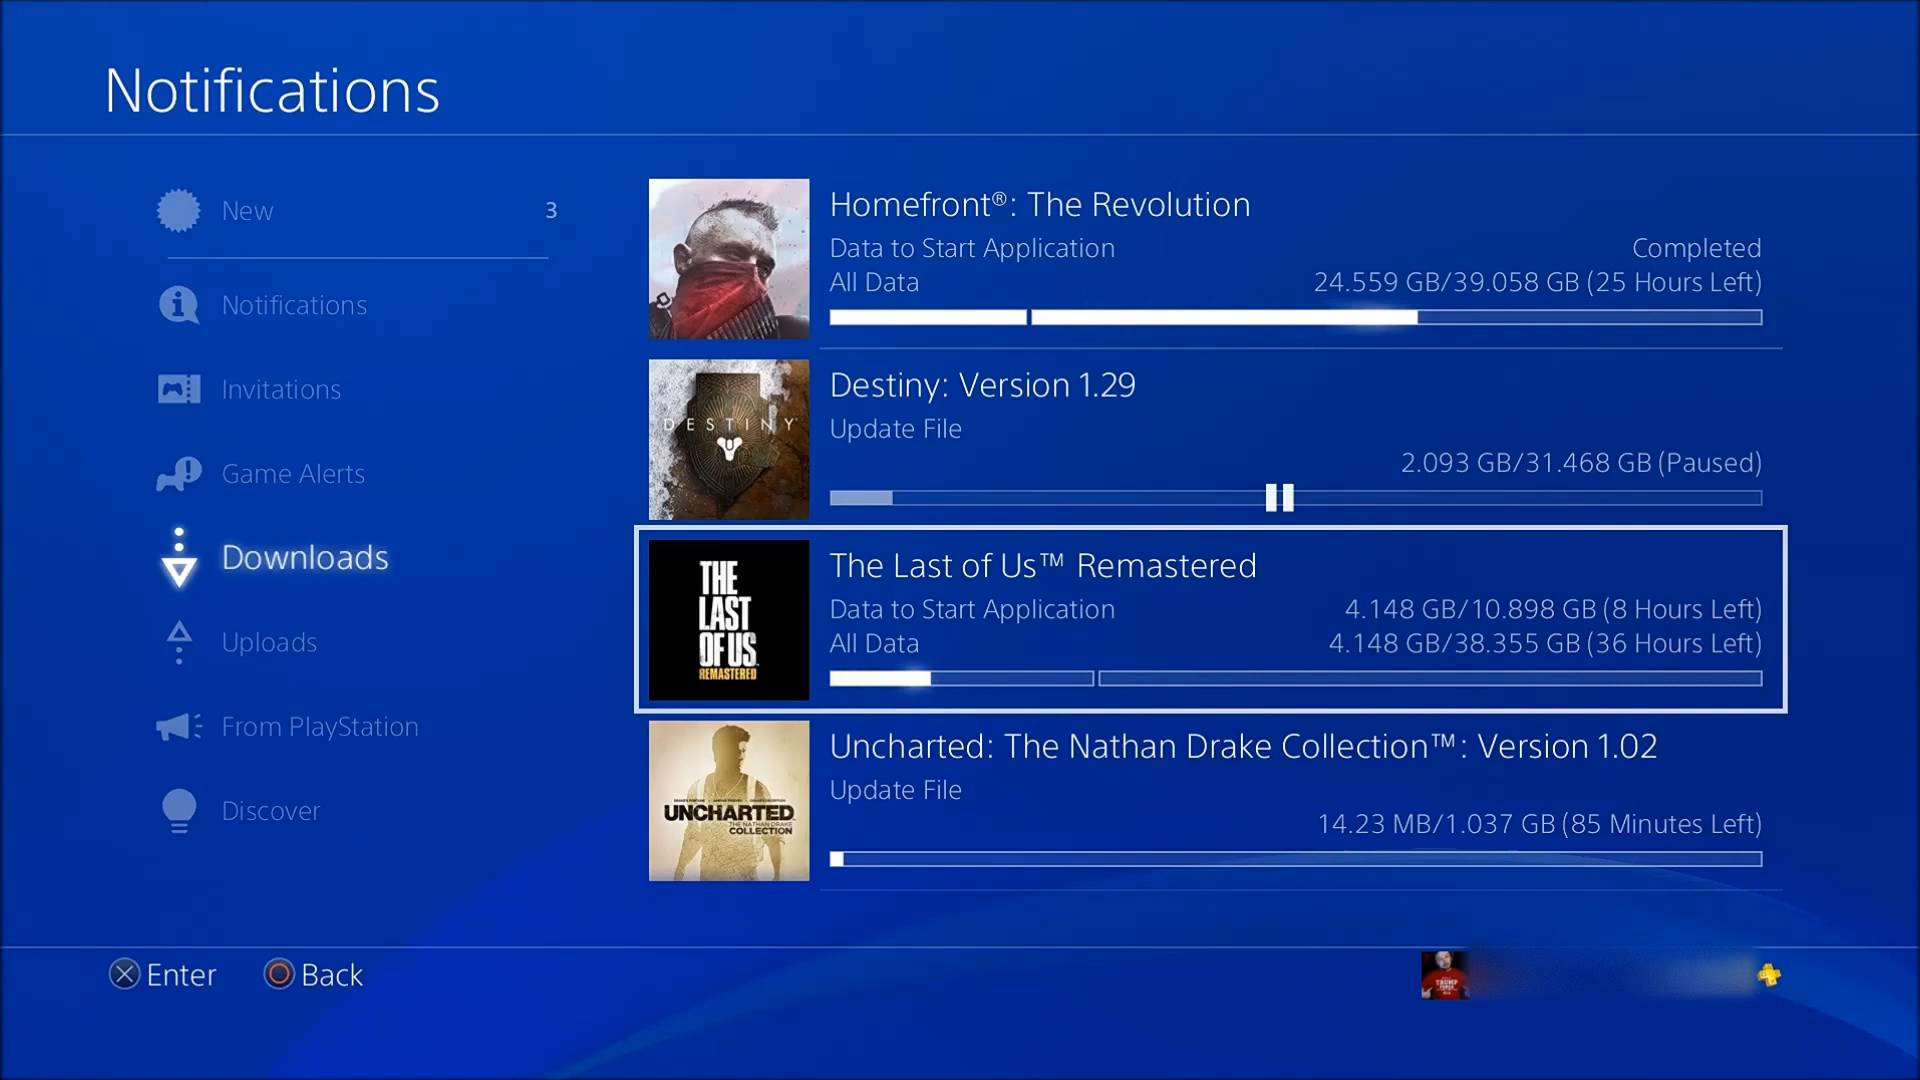 Notifications
New 3
Notifications
Invitations
Game Alerts
Downloads
Uploads
From PlayStation
Discover
Homefront®: The Revolution
Data to Start Application Completed
All Data 24.559 GB/39.058 GB (25 Hours Left)
DESTINY
Destiny: Version 1.29
Update File
2.093 GB/31.468 GB (Paused)
THE
LAST
OF US
REMASTERED
The Last of Us™ Remastered
Data to Start Application 4.148 GB/10.898 GB (8 Hours Left)
All Data 4.148 GB/38.355 GB (36 Hours Left)
UNCHARTED
THE NATHAN DRAKE
COLLECTION
Uncharted: The Nathan Drake Collection™: Version 1.02
Update File
14.23 MB/1.037 GB (85 Minutes Left)
Enter Back
TRUMP